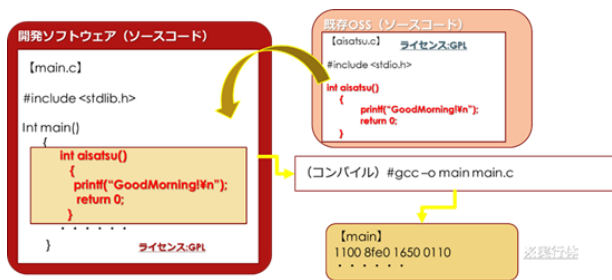 開発ソフトウェア（ソースコード）
【main.c】
#include <stdlib.h>
Int main()
{
int aisatsu()
{
printf("GoodMorning!¥n");
return 0;
}
・・・・・・
}
ライセンス:GPL
既存OSS（ソースコード）
【aisatsu.c】
ライセンス:GPL
#include <stdio.h>
int aisatsu()
{
printf("GoodMorning!¥n");
return 0;
}
（コンパイル）#gcc –o main main.c
【main】
1100 8fe0 1650 0110
・・・・・・
※実行体